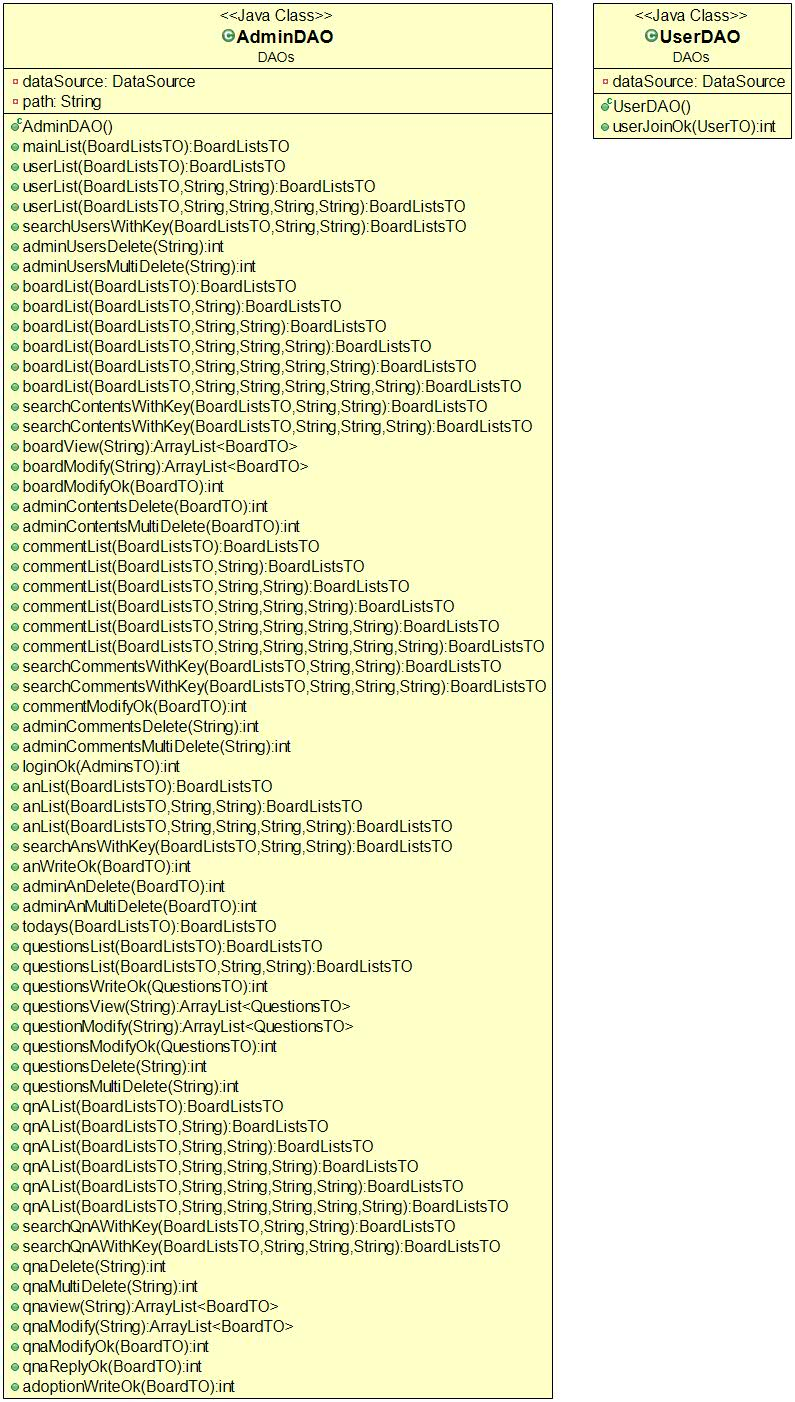 <<Java Class>>
AdminDAO
DAOs
dataSource: DataSource
path: String
AdminDAO()
mainList(BoardListsTO):BoardListsTO
userList(BoardListsTO):BoardListsTO
userList(BoardListsTO,String,String):BoardListsTO
userList(BoardListsTO,String,String,String,String):BoardListsTO
searchUsersWithKey(BoardListsTO,String,String):BoardListsTO
adminUsersDelete(String):int
adminUsersMultiDelete(String):int
boardList(BoardListsTO):BoardListsTO
boardList(BoardListsTO,String):BoardListsTO
boardList(BoardListsTO,String,String):BoardListsTO
boardList(BoardListsTO,String,String,String):BoardListsTO
boardList(BoardListsTO,String,String,String,String):BoardListsTO
boardList(BoardListsTO,String,String,String,String,String):BoardListsTO
searchContentsWithKey(BoardListsTO,String,String):BoardListsTO
searchContentsWithKey(BoardListsTO,String,String,String):BoardListsTO
boardView(String):ArrayList<BoardTO>
boardModify(String):ArrayList<BoardTO>
boardModifyOk(BoardTO):int
adminContentsDelete(BoardTO):int
adminContentsMultiDelete(BoardTO):int
commentList(BoardListsTO):BoardListsTO
commentList(BoardListsTO,String):BoardListsTO
commentList(BoardListsTO,String,String):BoardListsTO
commentList(BoardListsTO,String,String,String):BoardListsTO
commentList(BoardListsTO,String,String,String,String):BoardListsTO
commentList(BoardListsTO,String,String,String,String,String):BoardListsTO
searchCommentsWithKey(BoardListsTO,String,String):BoardListsTO
searchCommentsWithKey(BoardListsTO,String,String,String):BoardListsTO
commentModifyOk(BoardTO):int
adminCommentsDelete(String):int
adminCommentsMultiDelete(String):int
loginOk(AdminsTO):int
anList(BoardListsTO):BoardListsTO
anList(BoardListsTO,String,String):BoardListsTO
anList(BoardListsTO,String,String,String,String):BoardListsTO
searchAnsWithKey(BoardListsTO,String,String):BoardListsTO
anWriteOk(BoardTO):int
adminAnDelete(BoardTO):int
adminAnMultiDelete(BoardTO):int
todays(BoardListsTO):BoardListsTO
questionsList(BoardListsTO):BoardListsTO
questionsList(BoardListsTO,String,String):BoardListsTO
questionsWriteOk(QuestionsTO):int
questionsView(String):ArrayList<QuestionsTO>
questionModify(String):ArrayList<QuestionsTO>
questionsModifyOk(QuestionsTO):int
questionsDelete(String):int
questionsMultiDelete(String):int
qnAList(BoardListsTO):BoardListsTO
qnAList(BoardListsTO,String):BoardListsTO
qnAList(BoardListsTO,String,String):BoardListsTO
qnAList(BoardListsTO,String,String,String):BoardListsTO
qnAList(BoardListsTO,String,String,String,String):BoardListsTO
qnAList(BoardListsTO,String,String,String,String,String):BoardListsTO
searchQnAWithKey(BoardListsTO,String,String):BoardListsTO
searchQnAWithKey(BoardListsTO,String,String,String):BoardListsTO
qnaDelete(String):int
qnaMultiDelete(String):int
qnaview(String):ArrayList<BoardTO>
qnaModify(String):ArrayList<BoardTO>
qnaModifyOk(BoardTO):int
qnaReplyOk(BoardTO):int
adoptionWriteOk(BoardTO):int
<<Java Class>>
UserDAO
DAOs
dataSource: DataSource
UserDAO()
userJoinOk(UserTO):int